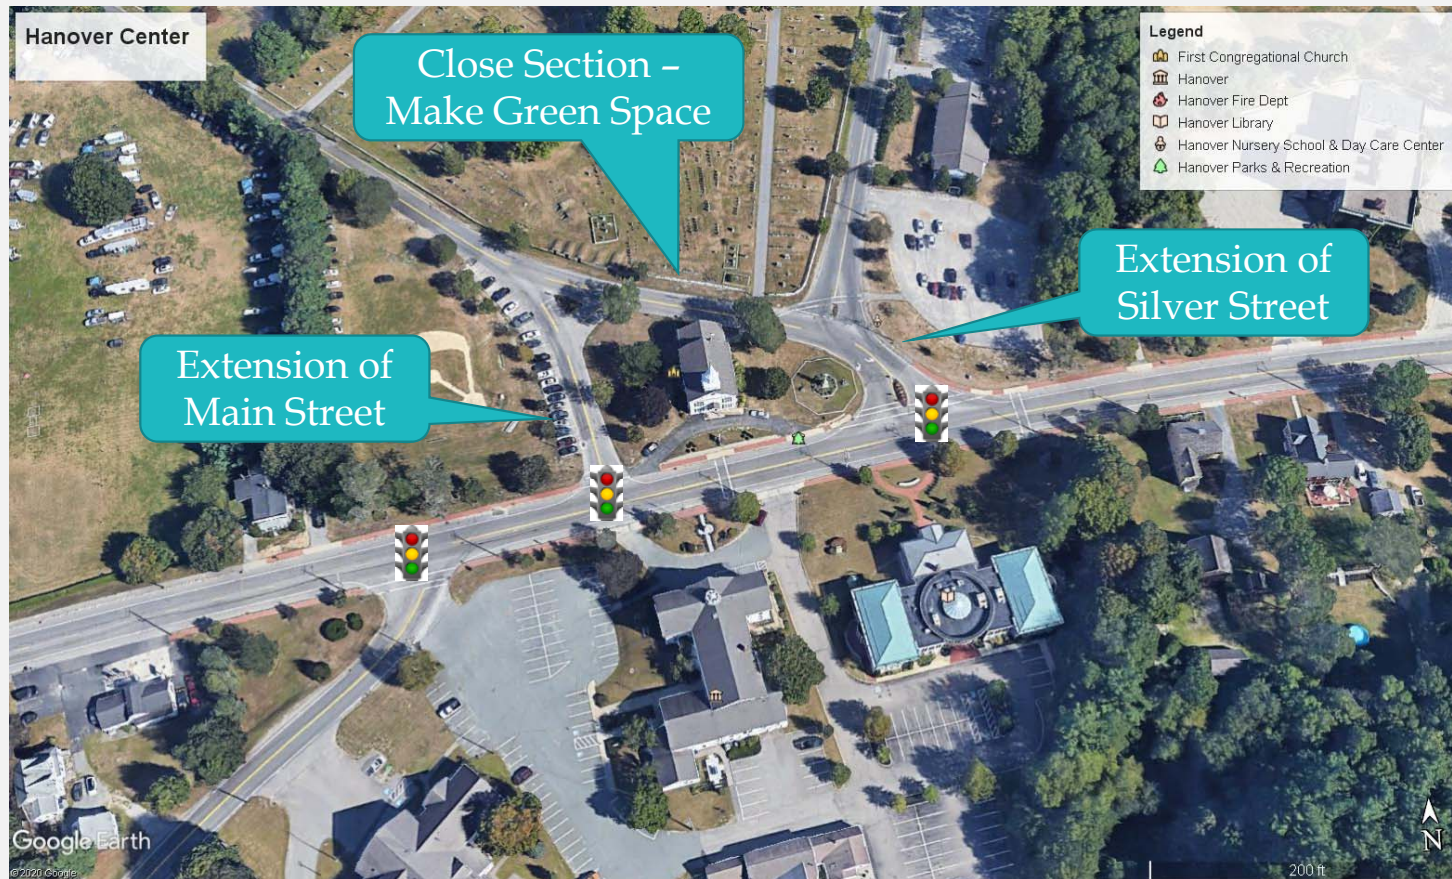 Hanover Center
Close Section –
Make Green Space
Legend
First Congregational Church
Hanover
Hanover Fire Dept
Hanover Library
Hanover Nursery School & Day Care Center
Hanover Parks & Recreation
Extension of
Silver Street
Extension of
Main Street
Google Earth
© 2020 Google
N
200 ft